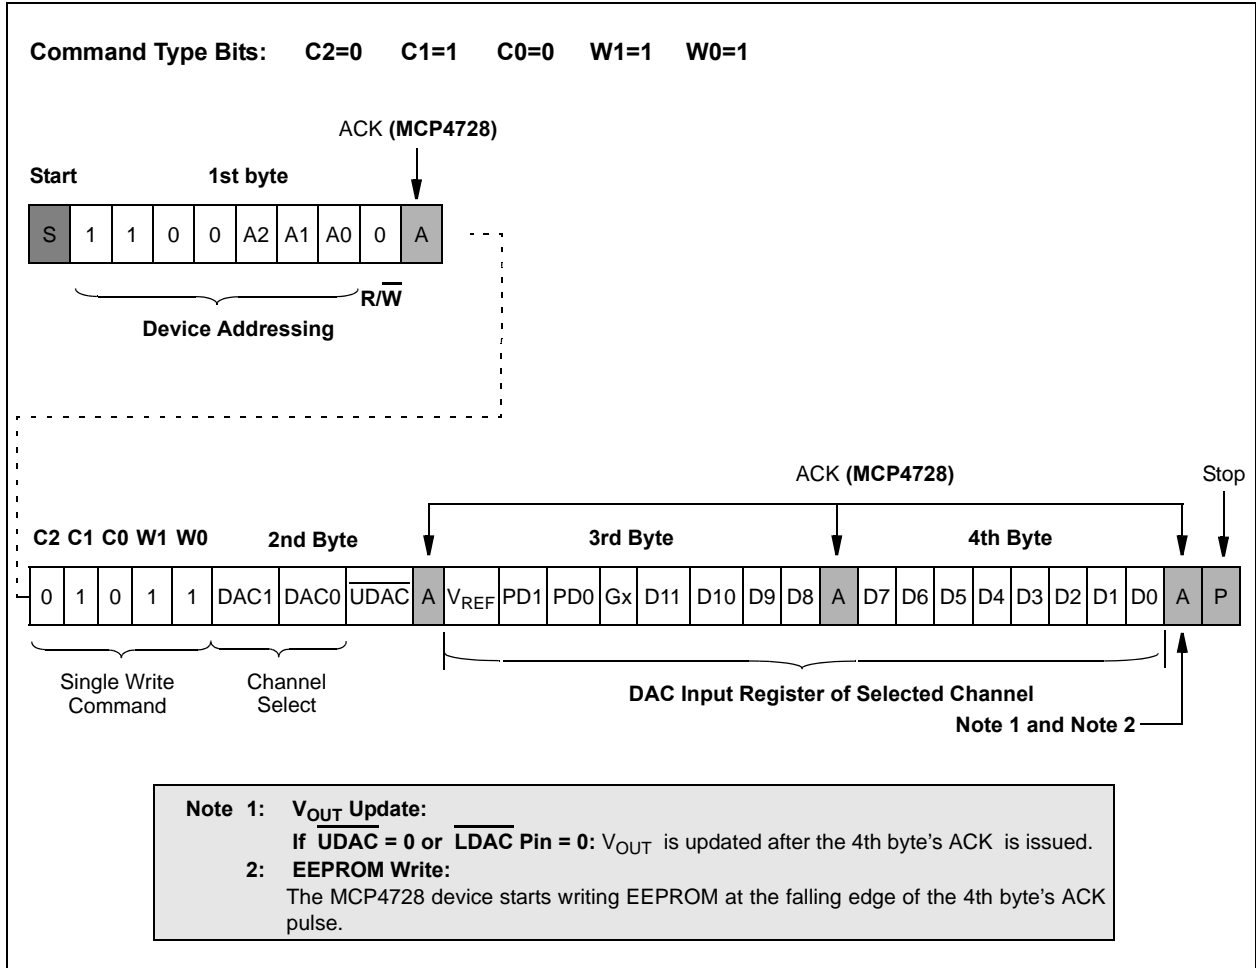 Command Type Bits: C2=0 C1=1 C0=0 W1=1 W0=1
ACK (MCP4728)
Start 1st byte
S 1 1 0 0 A2 A1 A0 0 A
R/W̅
Device Addressing
ACK (MCP4728) Stop
C2 C1 C0 W1 W0 2nd Byte 3rd Byte 4th Byte
0 1 0 1 1 DAC1 DAC0 U̅D̅A̅C̅ A VREF PD1 PD0 Gx D11 D10 D9 D8 A D7 D6 D5 D4 D3 D2 D1 D0 A P
Single Write
Command
Channel
Select
DAC Input Register of Selected Channel
Note 1 and Note 2
Note 1: VOUT Update:
If U̅D̅A̅C̅ = 0 or L̅D̅A̅C̅ Pin = 0: VOUT is updated after the 4th byte's ACK is issued.
2: EEPROM Write:
The MCP4728 device starts writing EEPROM at the falling edge of the 4th byte's ACK
pulse.